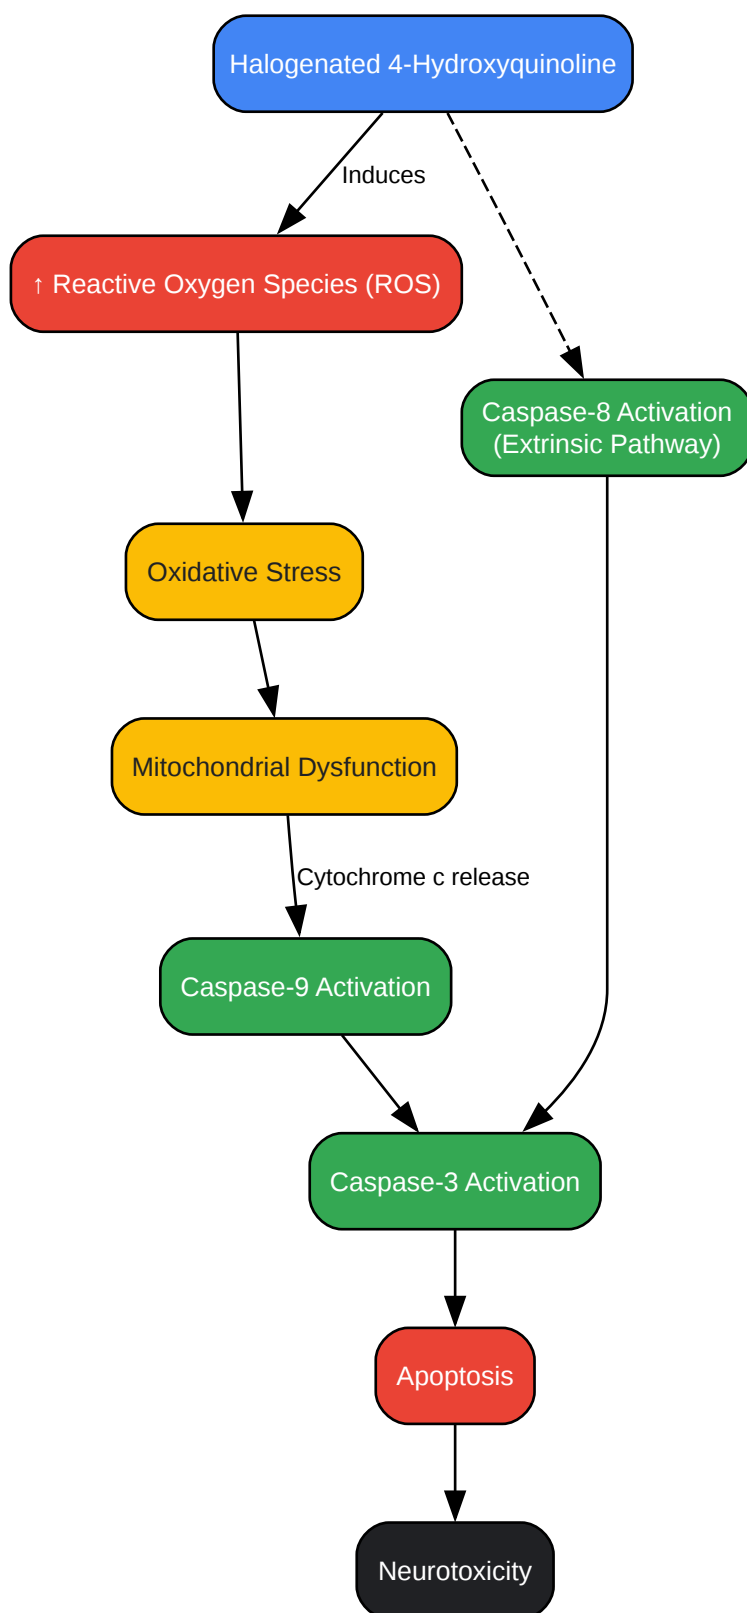 Halogenated 4-Hydroxyquinoline
Induces
↑ Reactive Oxygen Species (ROS)
Caspase-8 Activation
(Extrinsic Pathway)
Oxidative Stress
Mitochondrial Dysfunction
Cytochrome c release
Caspase-9 Activation
Caspase-3 Activation
Apoptosis
Neurotoxicity